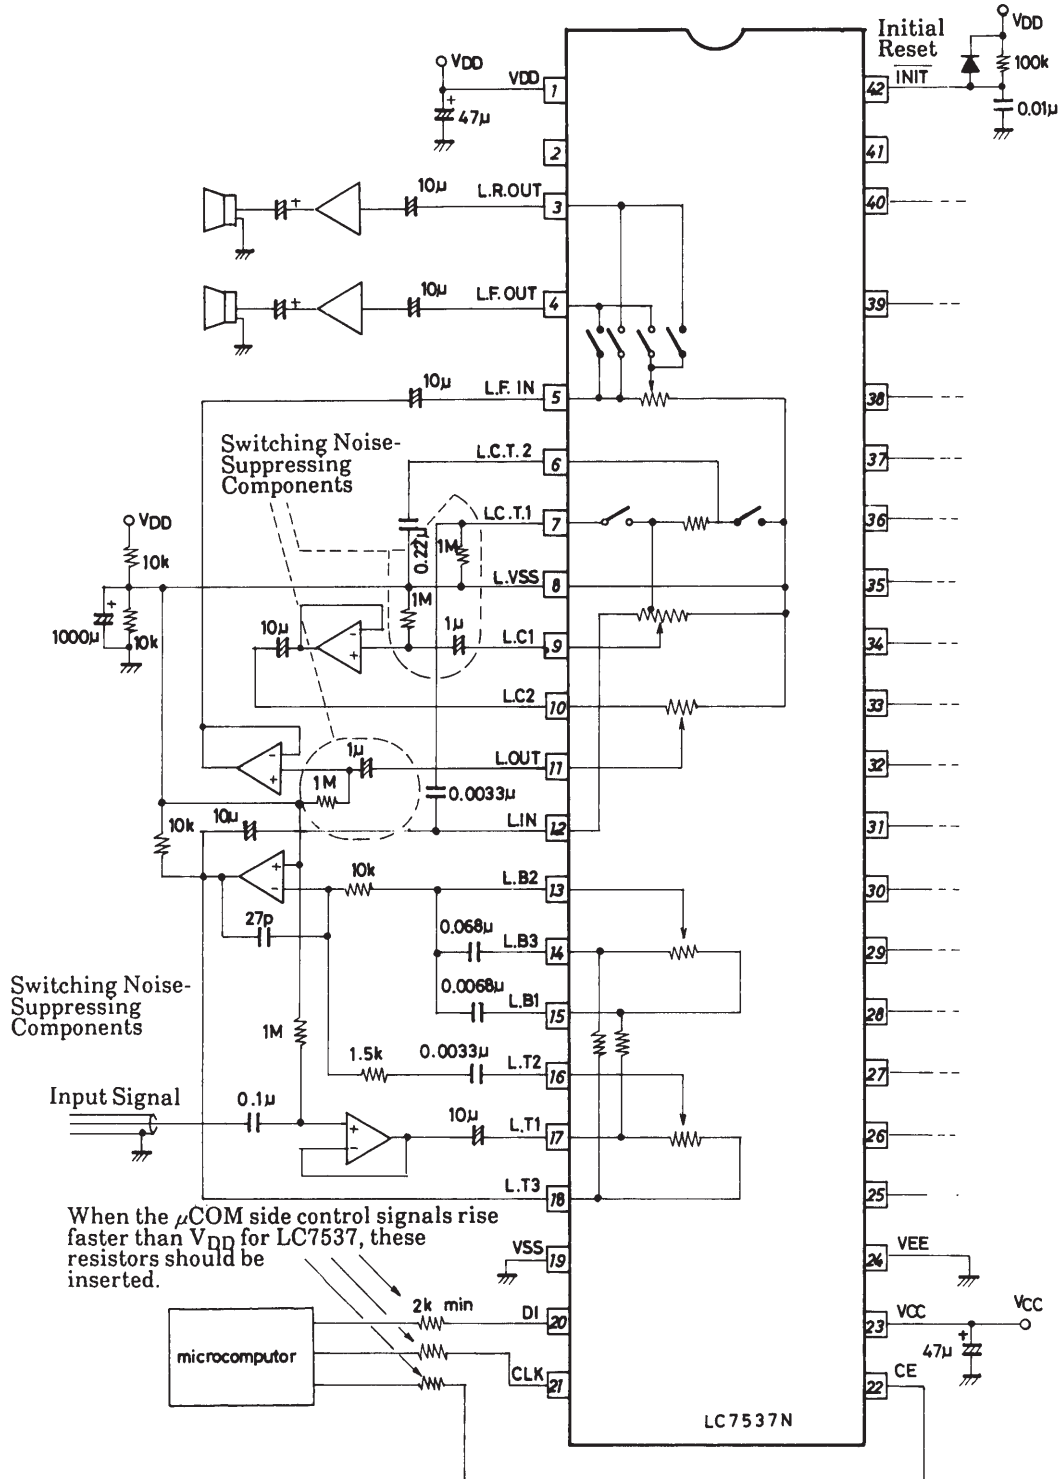 Initial
Reset
VDD
INIT
100k
0.01µ
42
VDD
VDD
1
47µ
2
41
10µ
L.R.OUT
3
40
+
10µ
L.F.OUT
4
39
+
10µ
L.F. IN
5
38
Switching Noise-
Suppressing
Components
L.C.T.2
6
37
VDD
LC.T.1
7
36
10k
0.22µ
1M
L.VSS
8
35
+
1000µ
10k
10µ
1M
1µ
L.C1
9
34
-
+
L.C2
10
33
1µ
L.OUT
11
32
-
+
1M
0.0033µ
10k
10µ
L.IN
12
31
10k
L.B2
13
30
+
-
27p
0.068µ
L.B3
14
29
Switching Noise-
Suppressing
Components
0.0068µ
L.B1
15
28
1M
1.5k
0.0033µ
L.T2
16
27
Input Signal
0.1µ
10µ
L.T1
17
26
+
-
L.T3
18
25
When the µCOM side control signals rise
faster than VDD for LC7537, these
resistors should be
inserted.
VSS
19
24
VEE
2k min
DI
20
23
VCC
VCC
microcomputor
+
47µ
CLK
21
22
CE
LC7537N